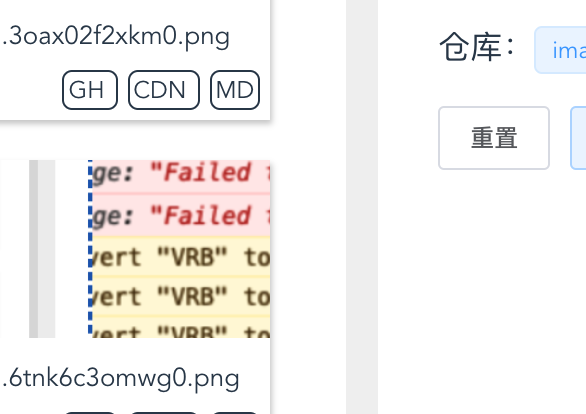 .3oax02f2xkm0.png
GH CDN MD
ge: "Failed
ge: "Failed
vert "VRB" to
vert "VRB" to
vert "VRB" to
.6tnk6c3omwg0.png
仓库：
重置